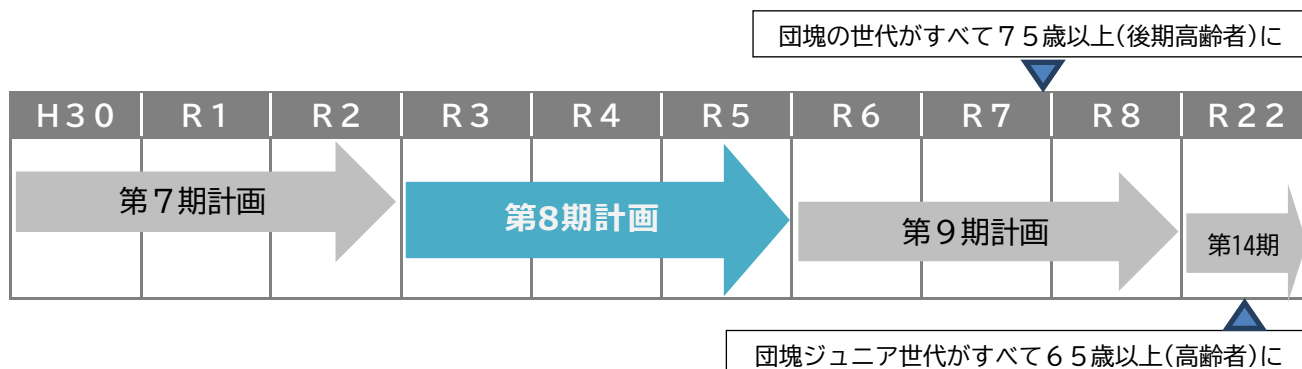 団塊の世代がすべて７５歳以上(後期高齢者)に
H３０ R１ R２ R３ R４ R５ R６ R７ R８ R２２
第７期計画 第8期計画 第９期計画 第14期
団塊ジュニア世代がすべて６５歳以上(高齢者)に